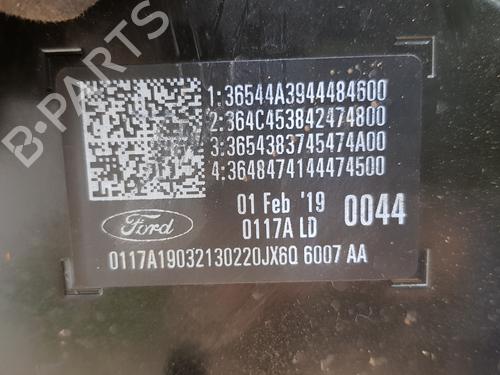 1:36544A3944484600
2:364C453842474800
3:3654383745474A00
4:3648474144474500
01 Feb '19 0044
0117A LD
Ford
0117A19032130220JX6Q 6007 AA
B-PARTS